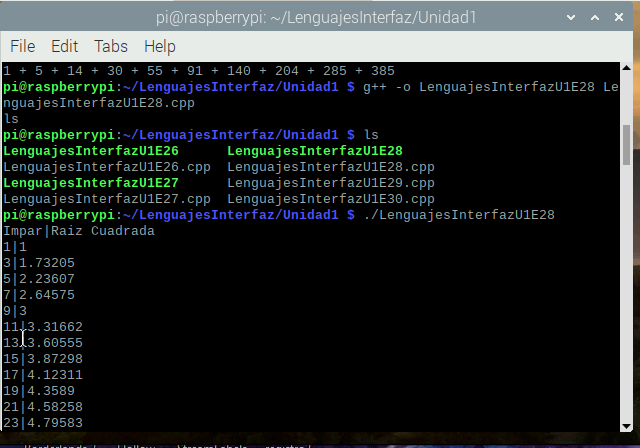 pi@raspberrypi: ~/LenguajesInterfaz/Unidad1
File Edit Tabs Help
1 + 5 + 14 + 30 + 55 + 91 + 140 + 204 + 285 + 385
pi@raspberrypi:~/LenguajesInterfaz/Unidad1 $ g++ -o LenguajesInterfazU1E28 Le
nguajesInterfazU1E28.cpp
ls
pi@raspberrypi:~/LenguajesInterfaz/Unidad1 $ ls
LenguajesInterfazU1E26 LenguajesInterfazU1E28
LenguajesInterfazU1E26.cpp LenguajesInterfazU1E28.cpp
LenguajesInterfazU1E27 LenguajesInterfazU1E29.cpp
LenguajesInterfazU1E27.cpp LenguajesInterfazU1E30.cpp
pi@raspberrypi:~/LenguajesInterfaz/Unidad1 $ ./LenguajesInterfazU1E28
Impar|Raiz Cuadrada
1|1
3|1.73205
5|2.23607
7|2.64575
9|3
11|3.31662
13|3.60555
15|3.87298
17|4.12311
19|4.3589
21|4.58258
23|4.79583